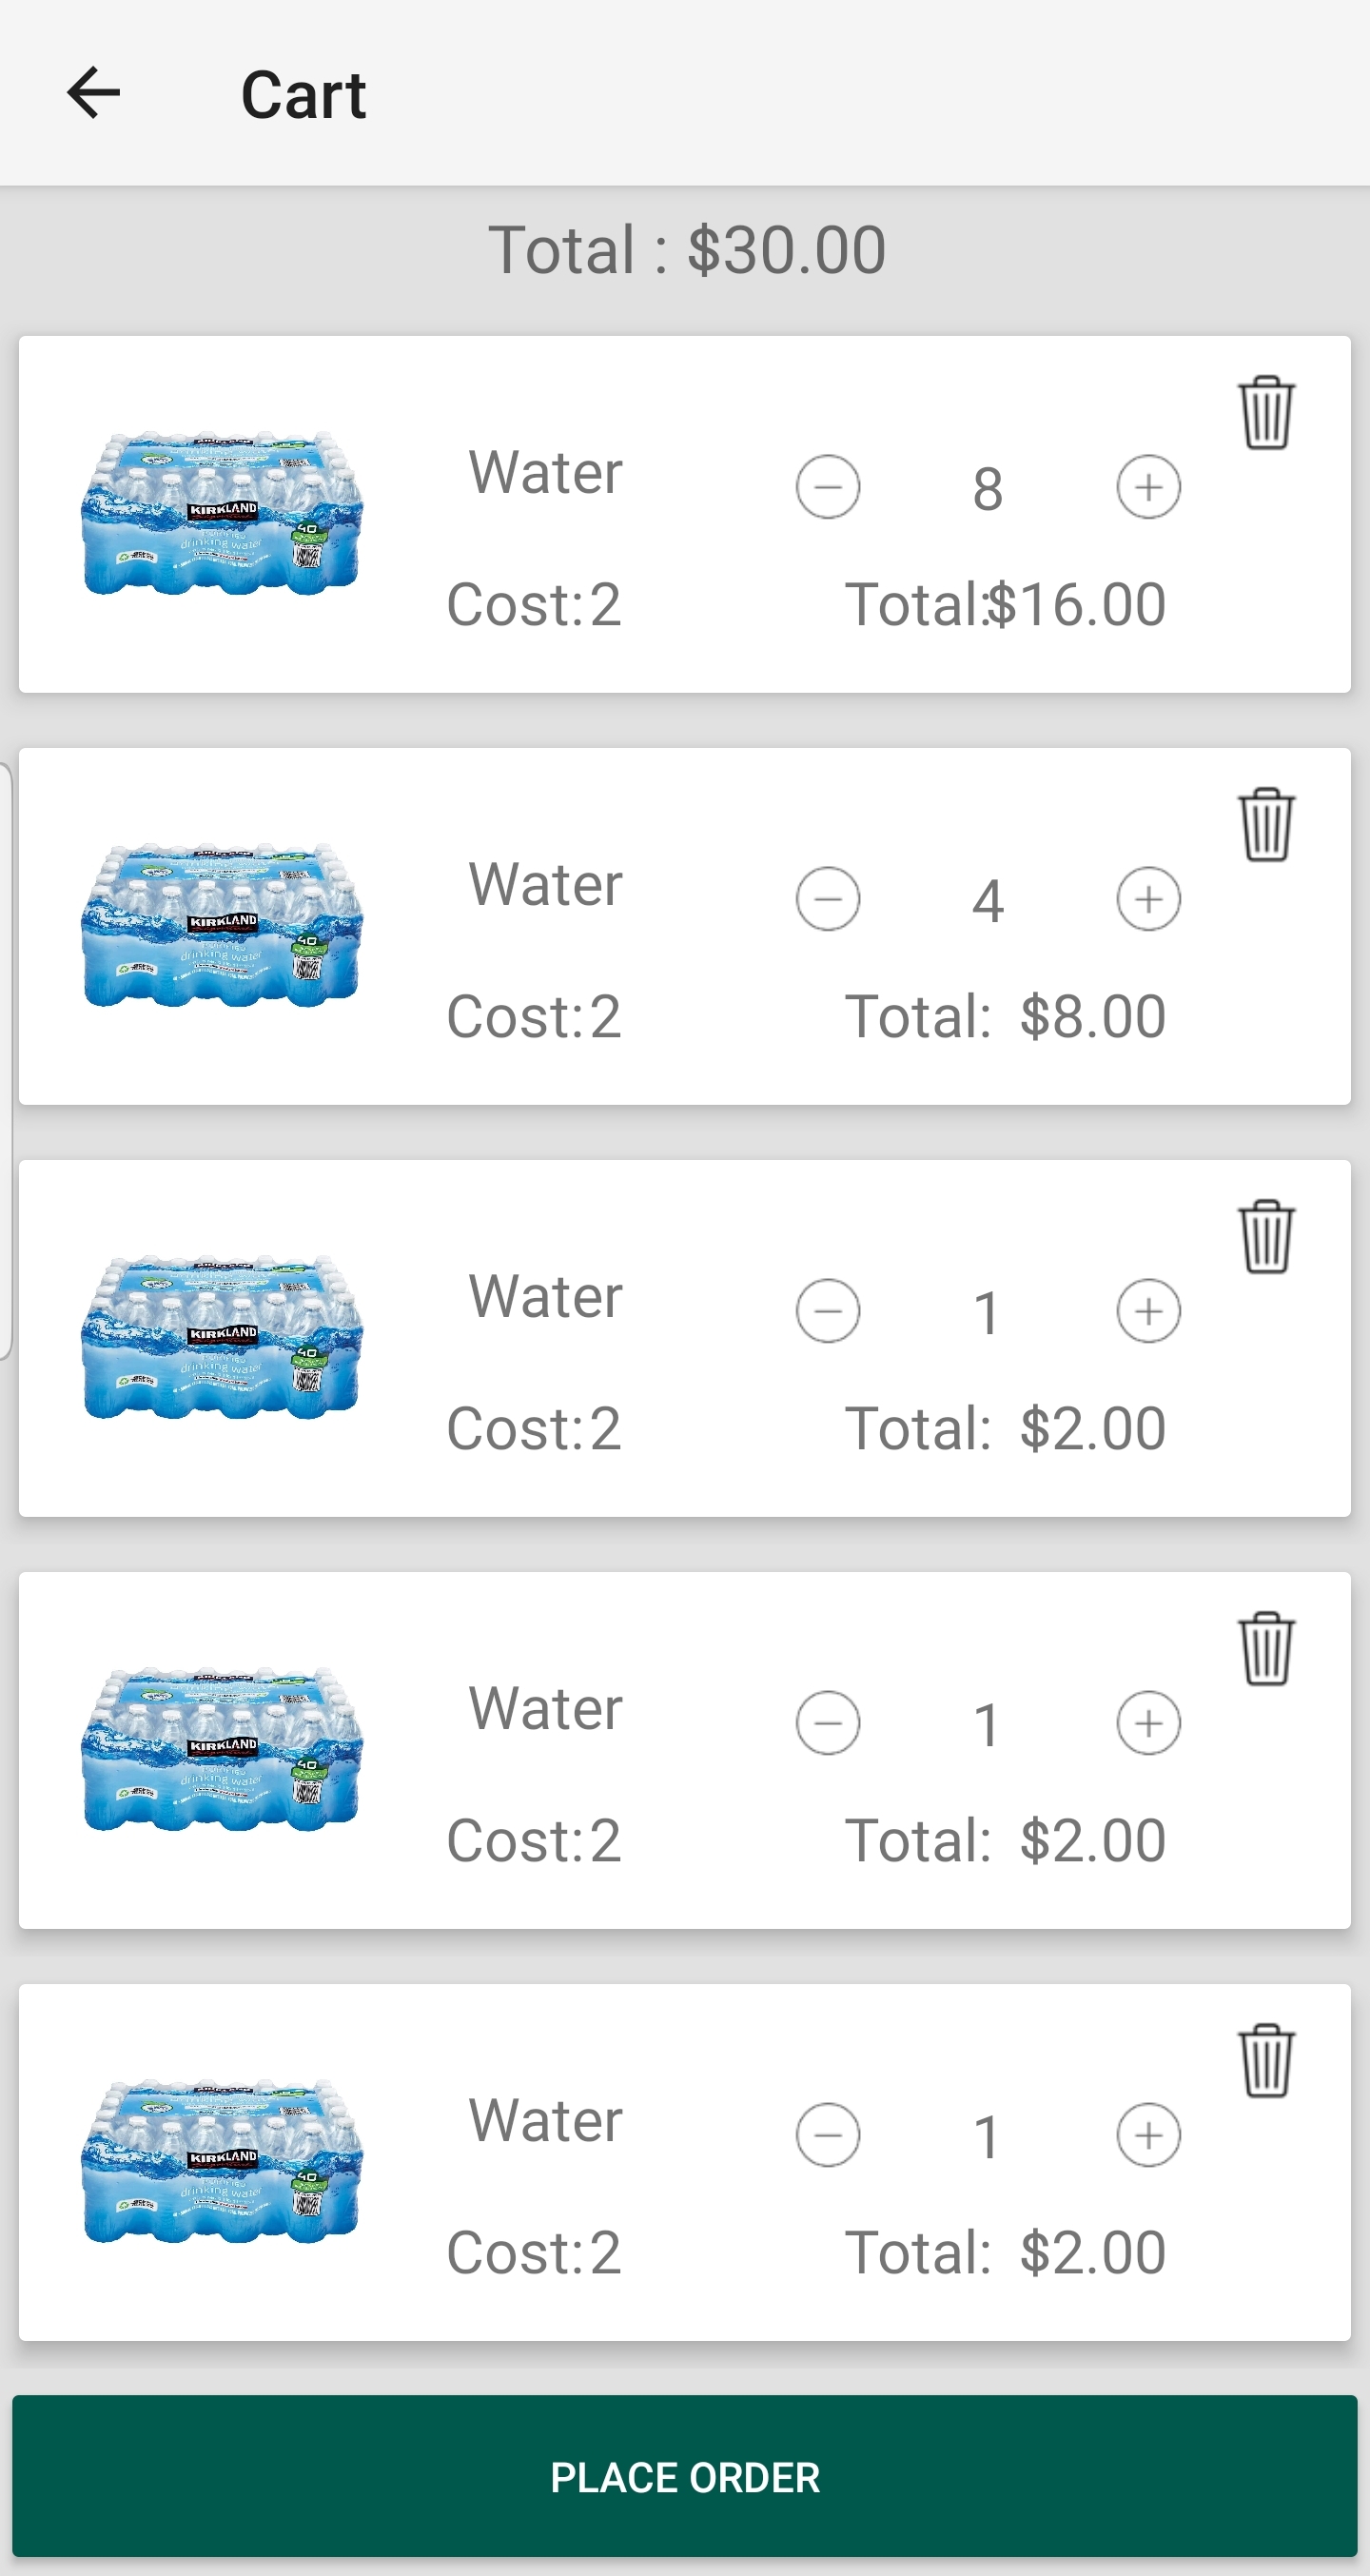 Cart
Total : $30.00
Water
8
Cost:2
Total:$16.00
KIRKLAND
40
drinking water
Water
4
Cost:2
Total: $8.00
KIRKLAND
40
drinking water
Water
1
Cost:2
Total: $2.00
KIRKLAND
40
drinking water
Water
1
Cost:2
Total: $2.00
KIRKLAND
40
drinking water
Water
1
Cost:2
Total: $2.00
KIRKLAND
40
drinking water
PLACE ORDER